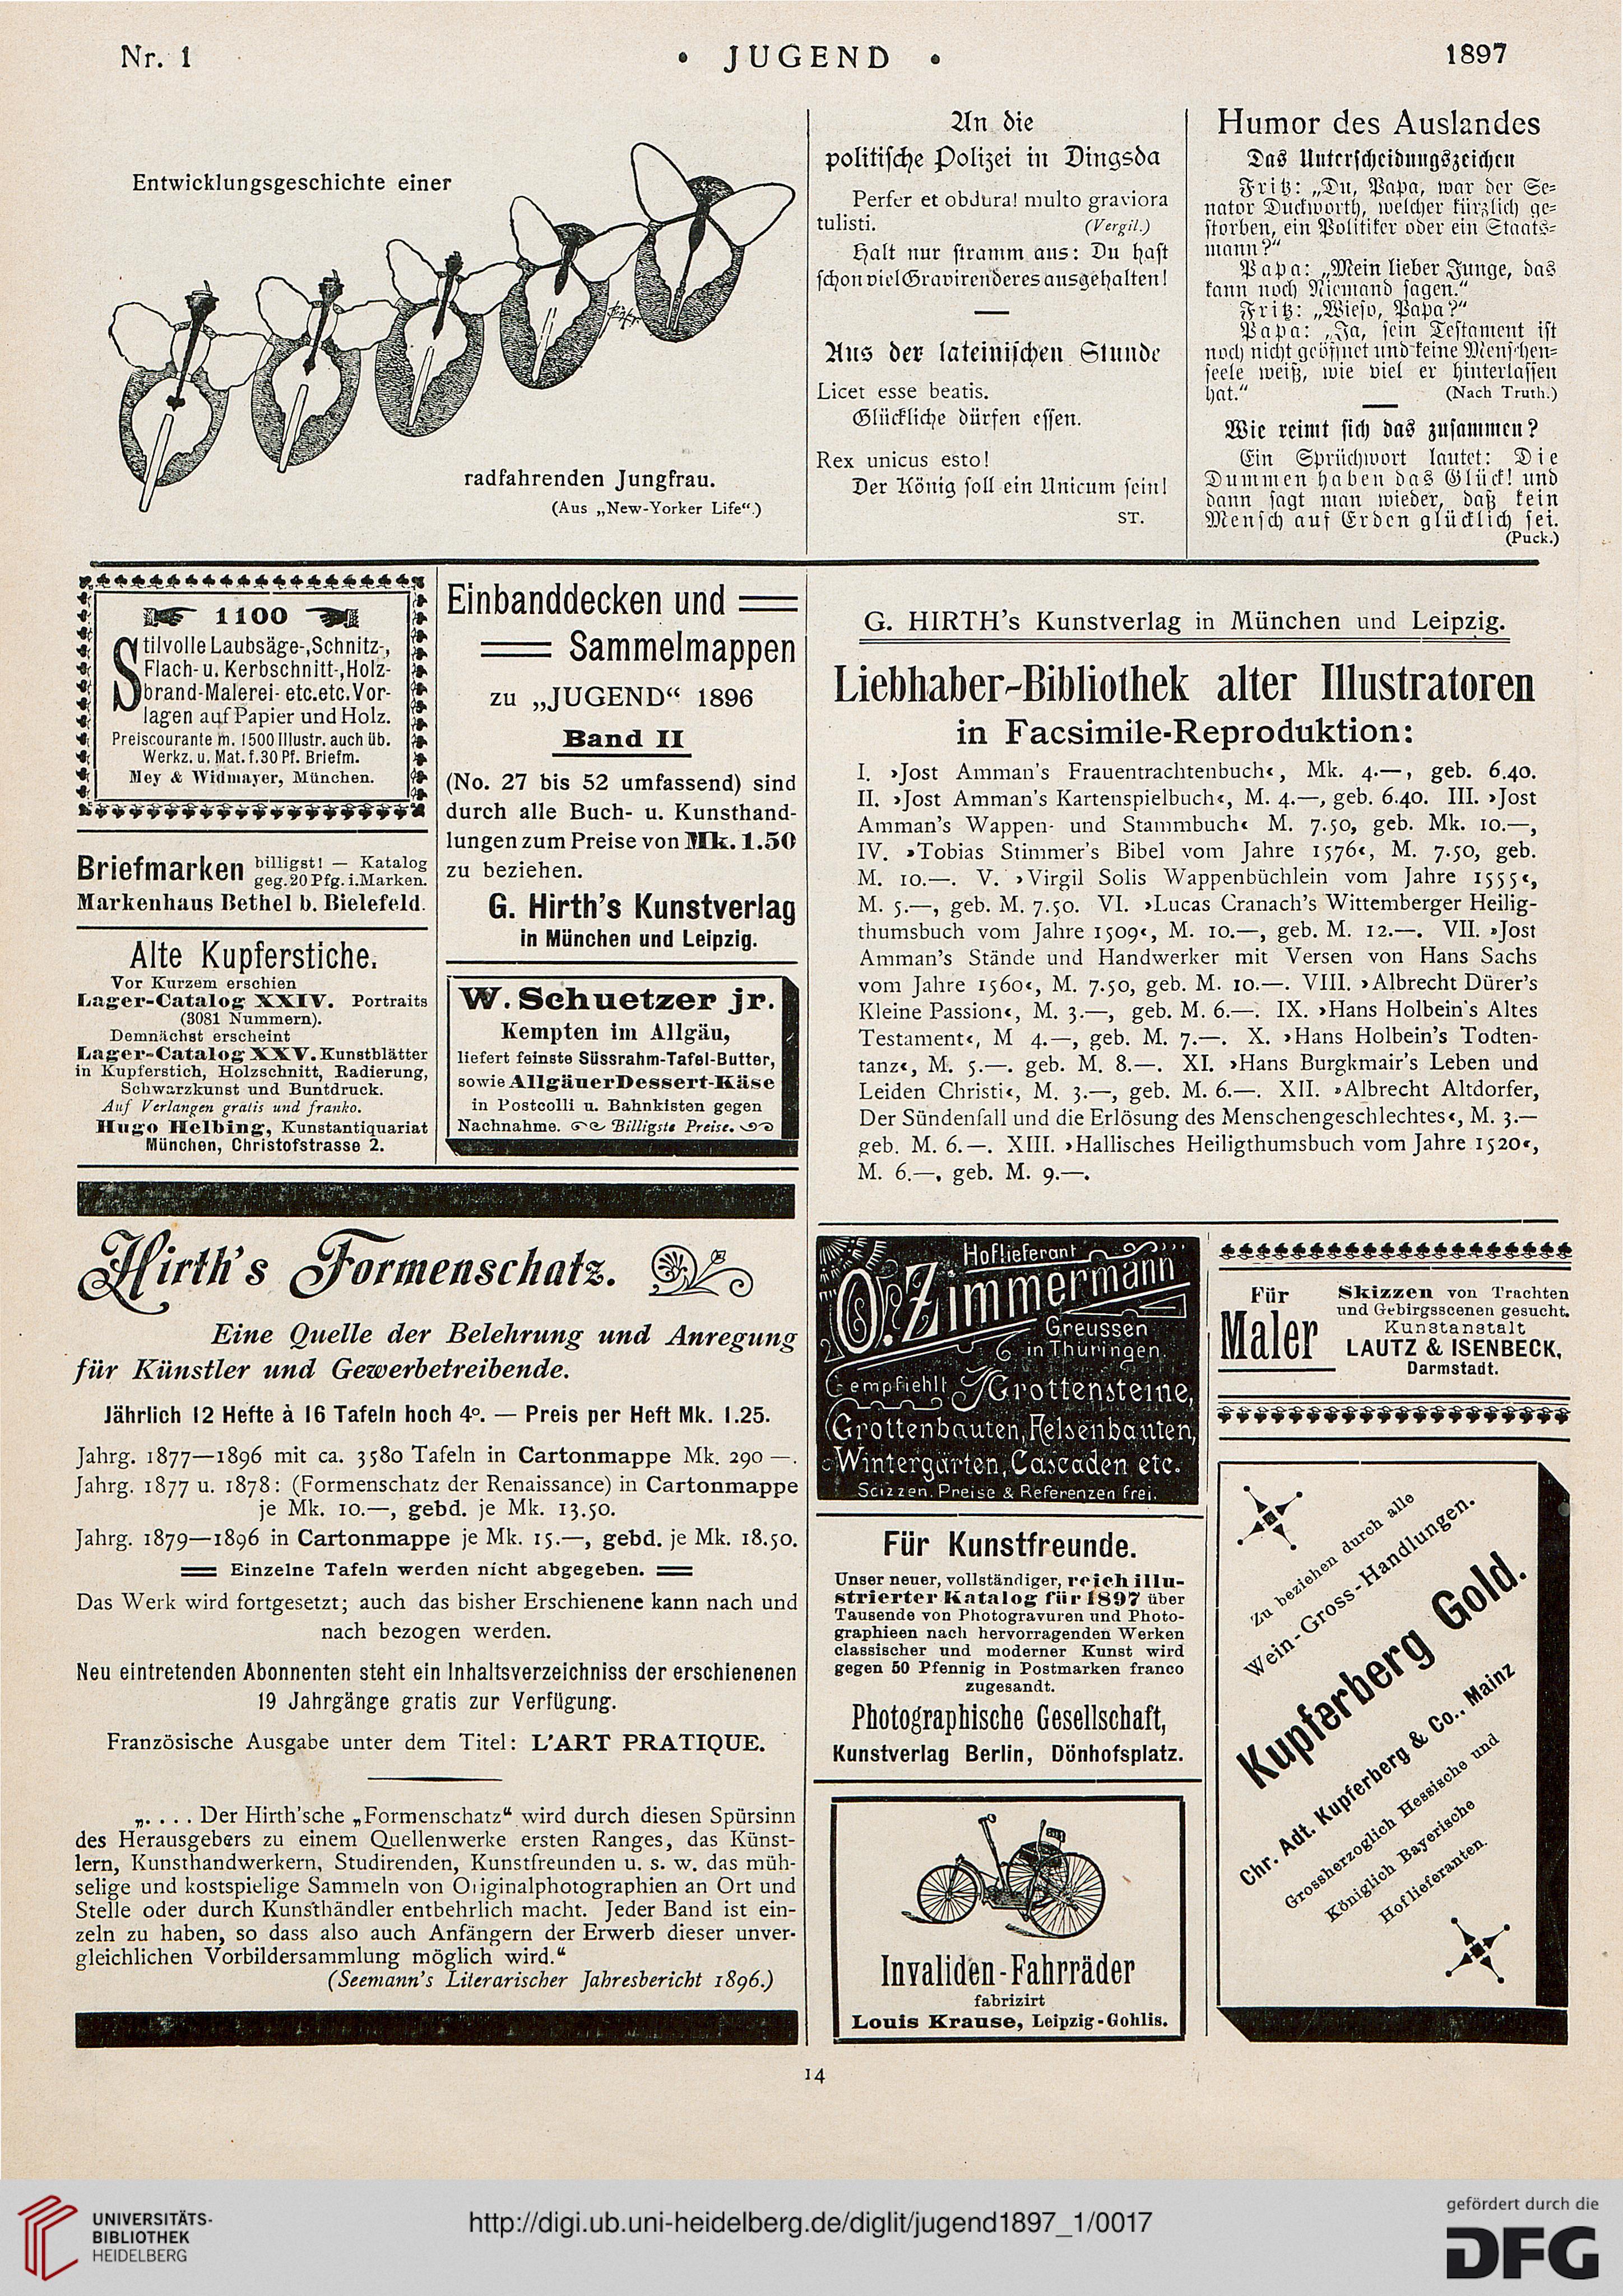 Nr. 1
• JUGEND •
1897
Entwicklungsgeschichte einer
radfahrenden Jungfrau.
(Aus „New-Yorker Life“.)
An die
politische Polizei in Dingsda
Perfer et obdura! multo graviora
tulisti. (Vergil.)
Halt nur stramm aus: Du hast
schon viel Gravirenderes ausgehalten!
Aus der lateinischen Stunde
Licet esse beatis.
Glückliche dürfen essen.
Rex unicus esto!
Der König soll ein Unicum sein!
ST.
Humor des Auslandes
Das Unterscheidungszeichen
Fritz: „Du, Papa, war der Se-
nator Duckworth, welcher kürzlich ge-
storben, ein Politiker oder ein Staats-
mann?“
Papa: „Mein lieber Junge, das
kann noch Niemand sagen.“
Fritz: „Wieso, Papa?“
Papa: „Ja, sein Testament ist
noch nicht geöffnet und keine Menschen-
seele weiß, wie viel er hinterlassen
hat.“ (Nach Truth.)
Wie reimt sich das zusammen?
Ein Sprüchwort lautet: Die
Dummen haben das Glück! und
dann sagt man wieder, daß kein
Mensch auf Erden glücklich sei.
(Puck.)
1100
Stilvolle Laubsäge-, Schnitz-,
Flach- u. Kerbschnitt-, Holz-
brand-Malerei- etc. etc. Vor-
lagen auf Papier und Holz.
Preiscourante m. 1500 Illustr. auch üb.
Werkz. u. Mat. f. 30 Pf. Briefm.
Mey & Widmayer, München.
Briefmarken billigst! — Katalog
geg. 20 Pfg. i. Marken.
Markenhaus Bethel b. Bielefeld.
Alte Kupferstiche.
Vor Kurzem erschien
Lager-Catalog XXIV. Portraits
(3081 Nummern).
Demnächst erscheint
Lager-Catalog XXV. Kunstblätter
in Kupferstich, Holzschnitt, Radierung,
Schwarzkunst und Buntdruck.
Auf Verlangen gratis und franko.
Hugo Helbing, Kunstantiquariat
München, Christofstrasse 2.
Einbanddecken und
Sammelmappen
zu „JUGEND“ 1896
Band II
(No. 27 bis 52 umfassend) sind
durch alle Buch- u. Kunsthand-
lungen zum Preise von Mk. 1.50
zu beziehen.
G. Hirth's Kunstverlag
in München und Leipzig.
W. Schuetzer jr.
Kempten im Allgäu,
liefert feinste Süssrahm-Tafel-Butter,
sowie Allgäuer Dessert-Käse
in Postcolli u. Bahnkisten gegen
Nachnahme. Billigste Preise.
G. HIRTH's Kunstverlag in München und Leipzig.
Liebhaber-Bibliothek alter Illustratoren
in Facsimile-Reproduktion:
I. ›Jost Amman's Frauentrachtenbuch‹, Mk. 4.—, geb. 6.40.
II. ›Jost Amman's Kartenspielbuch‹, M. 4.—, geb. 6.40. III. ›Jost
Amman's Wappen- und Stammbuch‹ M. 7.50, geb. Mk. 10.—,
IV. ›Tobias Stimmer's Bibel vom Jahre 1576‹, M. 7.50, geb.
M. 10.—. V. ›Virgil Solis Wappenbüchlein vom Jahre 1555‹,
M. 5.—, geb. M. 7.50. VI. ›Lucas Cranach's Wittemberger Heilig-
thumsbuch vom Jahre 1509‹, M. 10.—, geb. M. 12.—. VII. ›Jost
Amman's Stände und Handwerker mit Versen von Hans Sachs
vom Jahre 1560‹, M. 7.50, geb. M. 10.—. VIII. ›Albrecht Dürer's
Kleine Passion‹, M. 3.—, geb. M. 6.—. IX. ›Hans Holbein's Altes
Testament‹, M 4.—, geb. M. 7.—. X. ›Hans Holbein's Todten-
tanz‹, M. 5.—. geb. M. 8.—. XI. ›Hans Burgkmair's Leben und
Leiden Christi‹, M. 3.—, geb. M. 6.—. XII. ›Albrecht Altdorfer,
Der Sündenfall und die Erlösung des Menschengeschlechtes‹, M. 3.—
geb. M. 6.—. XIII. ›Hallisches Heiligthumsbuch vom Jahre 1520‹,
M. 6.—, geb. M. 9.—.
Hirth's Formenschatz.
Eine Quelle der Belehrung und Anregung
für Künstler und Gewerbetreibende.
Jährlich 12 Hefte à 16 Tafeln hoch 4°. — Preis per Heft Mk. 1.25.
Jahrg. 1877—1896 mit ca. 3580 Tafeln in Cartonmappe Mk. 290 —.
Jahrg. 1877 u. 1878: (Formenschatz der Renaissance) in Cartonmappe
je Mk. 10.—, gebd. je Mk. 13.50.
Jahrg. 1879—1896 in Cartonmappe je Mk. 15.—, gebd. je Mk. 18.50.
Einzelne Tafeln werden nicht abgegeben.
Das Werk wird fortgesetzt; auch das bisher Erschienene kann nach und
nach bezogen werden.
Neu eintretenden Abonnenten steht ein Inhaltsverzeichniss der erschienenen
19 Jahrgänge gratis zur Verfügung.
Französische Ausgabe unter dem Titel: L'ART PRATIQUE.
„.... Der Hirth'sche „Formenschatz“ wird durch diesen Spürsinn
des Herausgebers zu einem Quellenwerke ersten Ranges, das Künst-
lern, Kunsthandwerkern, Studirenden, Kunstfreunden u. s. w. das müh-
selige und kostspielige Sammeln von Originalphotographien an Ort und
Stelle oder durch Kunsthändler entbehrlich macht. Jeder Band ist ein-
zeln zu haben, so dass also auch Anfängern der Erwerb dieser unver-
gleichlichen Vorbildersammlung möglich wird.“
(Seemann's Literarischer Jahresbericht 1896.)
Hoflieferant
O. Zimmermann
Greussen
in Thüringen
empfiehlt Grottensteine,
Grottenbauten, Felsenbauten,
Wintergärten, Cascaden etc.
Scizzen, Preise & Referenzen frei.
Für Kunstfreunde.
Unser neuer, vollständiger, reich illu-
strierter Katalog für 1897 über
Tausende von Photogravuren und Photo-
graphieen nach hervorragenden Werken
classischer und moderner Kunst wird
gegen 50 Pfennig in Postmarken franco
zugesandt.
Photographische Gesellschaft,
Kunstverlag Berlin, Dönhofsplatz.
Invaliden-Fahrräder
fabrizirt
Louis Krause, Leipzig-Gohlis.
Für
Maler
Skizzen von Trachten
und Gebirgsscenen gesucht.
Kunstanstalt
LAUTZ & ISENBECK,
Darmstadt.
Zu beziehen durch alle
Wein-Gross-Handlungen.
Kupferberg Gold.
Chr. Adt. Kupferberg & Co., Mainz
Grossherzoglich Hessische und
Königlich Bayerische
Hoflieferanten.
14
UNIVERSITÄTS-
BIBLIOTHEK
HEIDELBERG
http://digi.ub.uni-heidelberg.de/diglit/jugend1897_1/0017
gefördert durch die
DFG